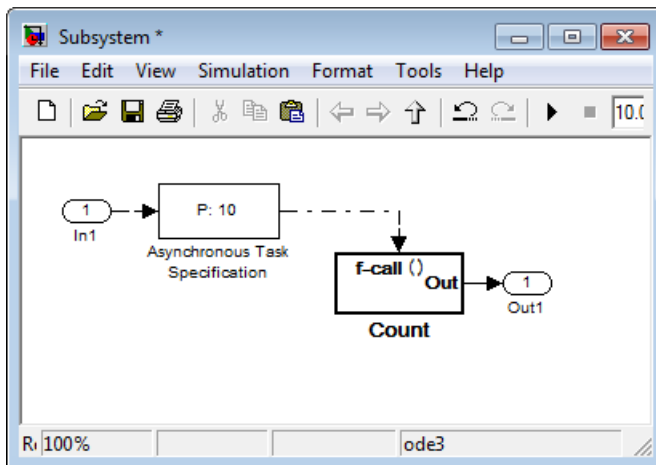 Subsystem *
File Edit View Simulation Format Tools Help
10.0
1
In1
P: 10
Asynchronous Task
Specification
f-call ()
Out
Count
1
Out1
100%
ode3